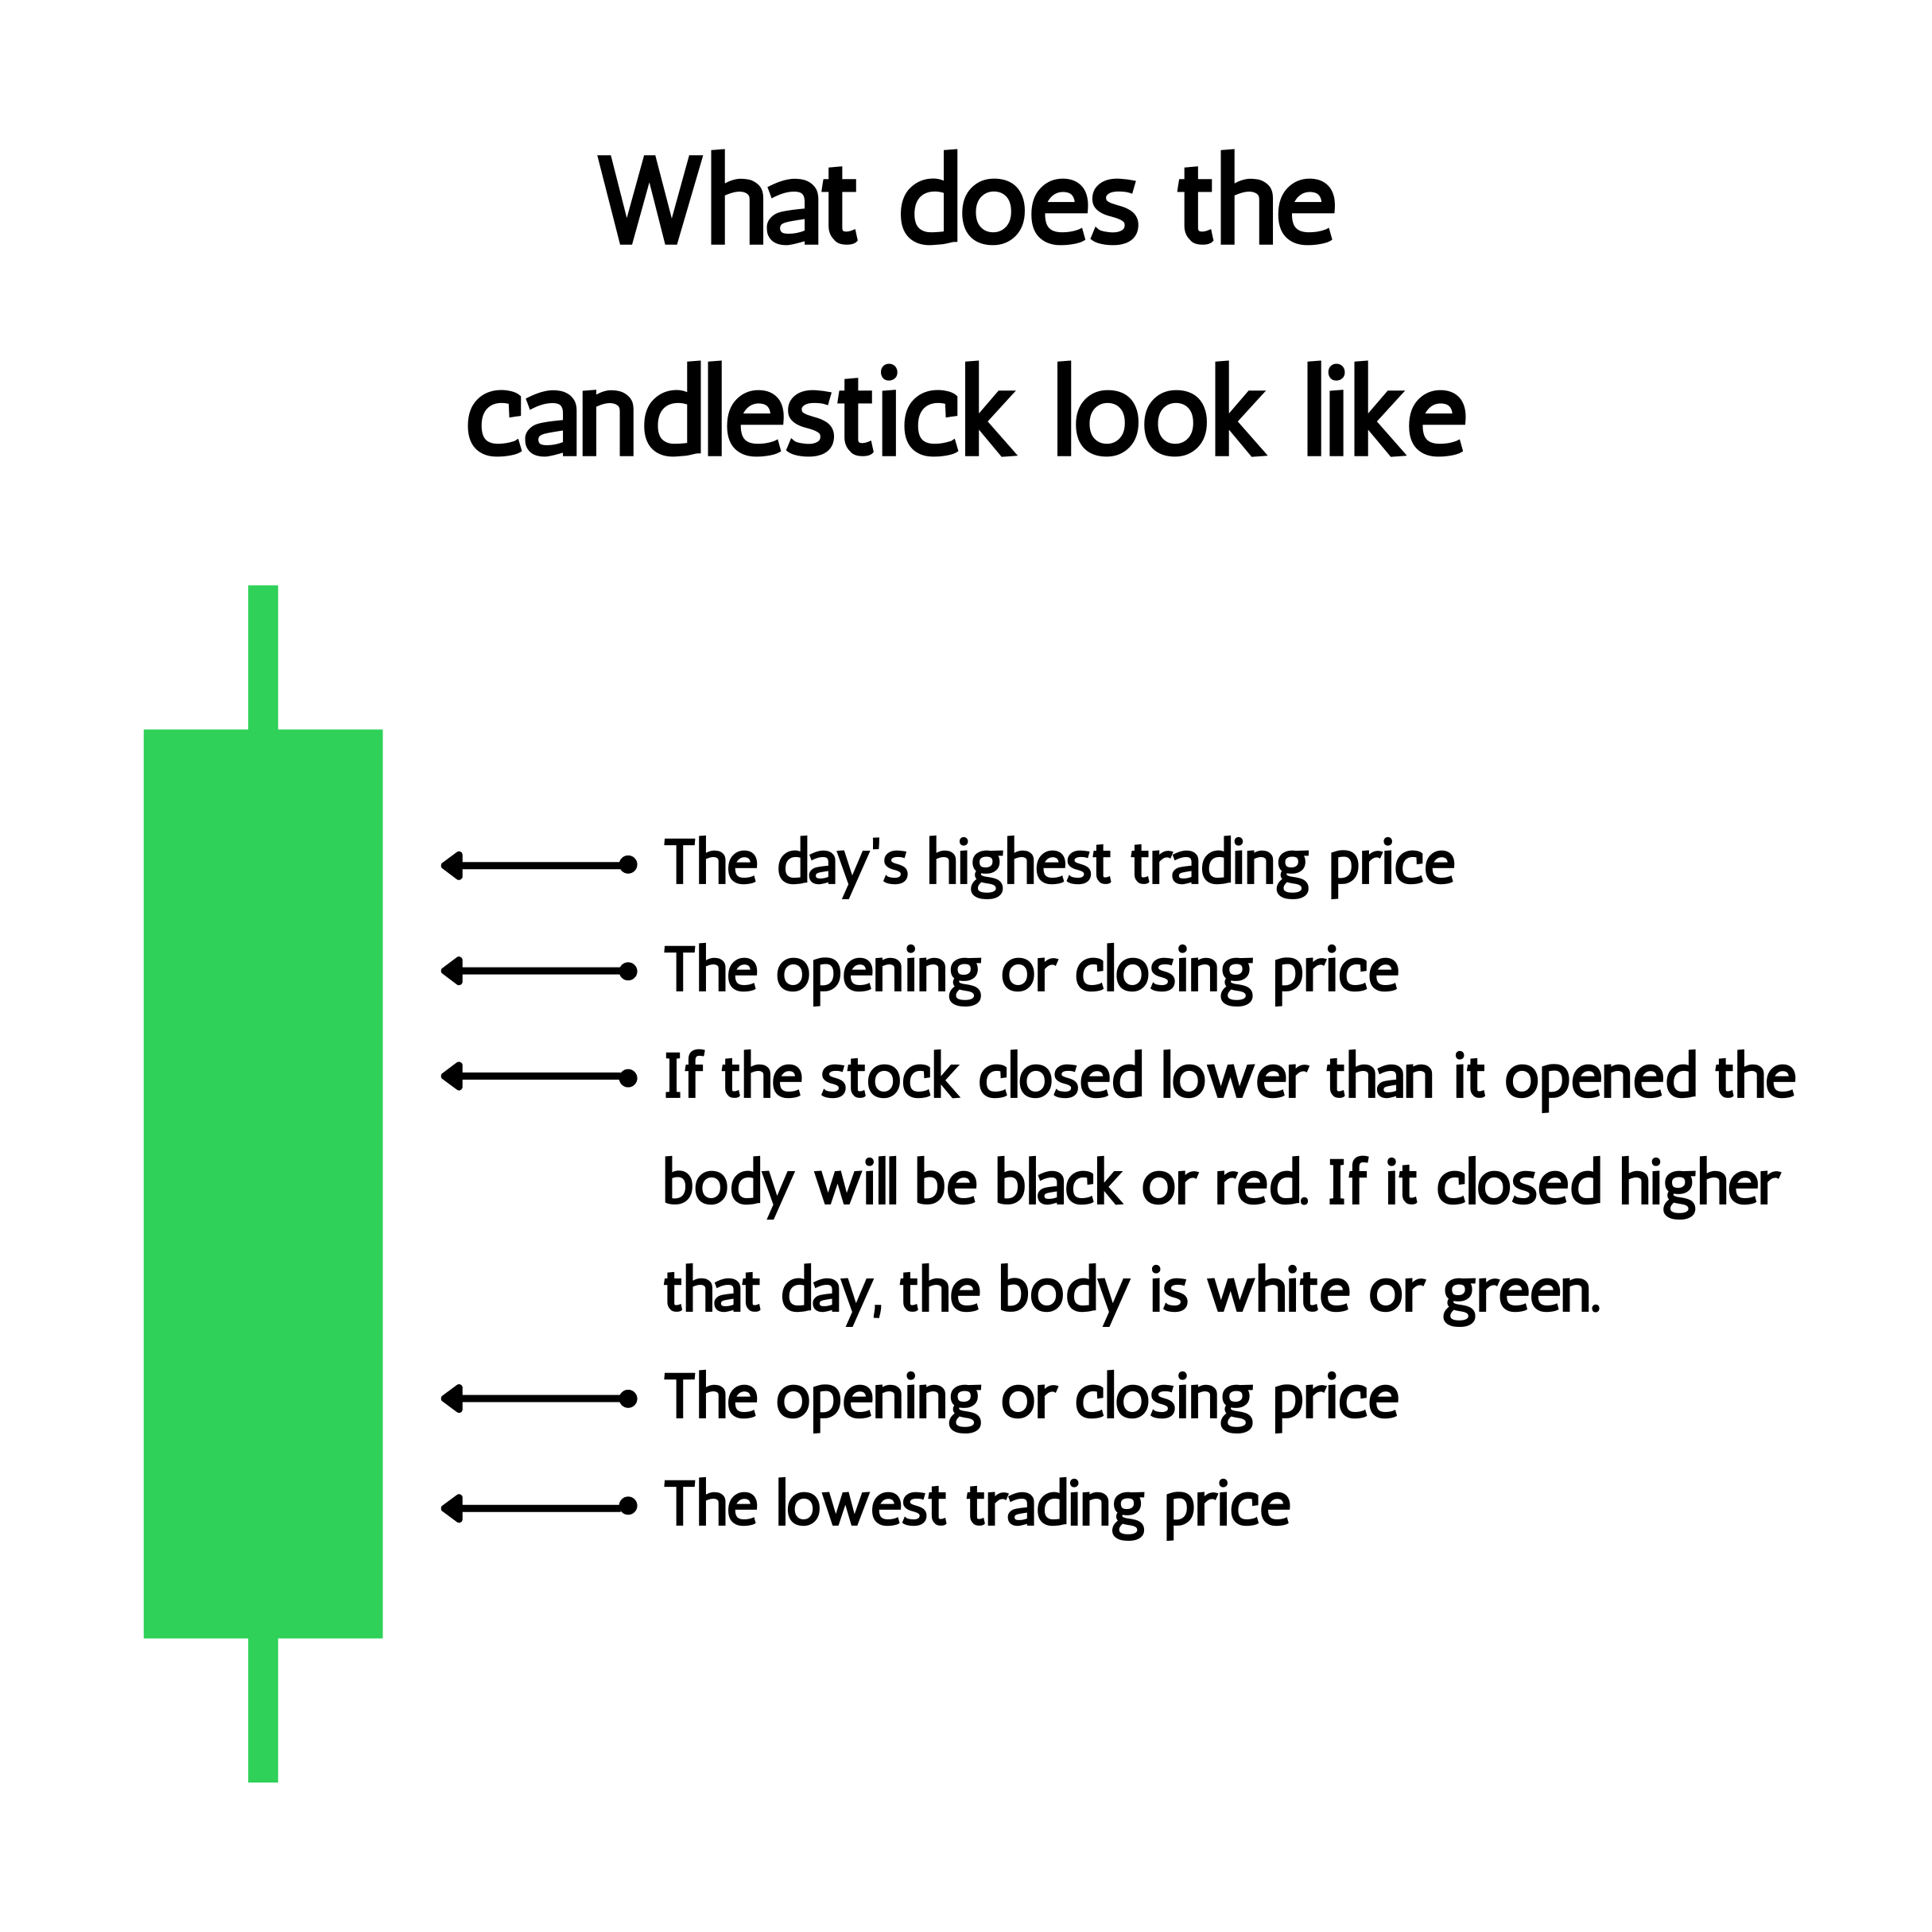 What does the
candlestick look like
The day's highest trading price
The opening or closing price
If the stock closed lower than it opened the
body will be black or red. If it closed higher
that day, the body is white or green.
The opening or closing price
The lowest trading price